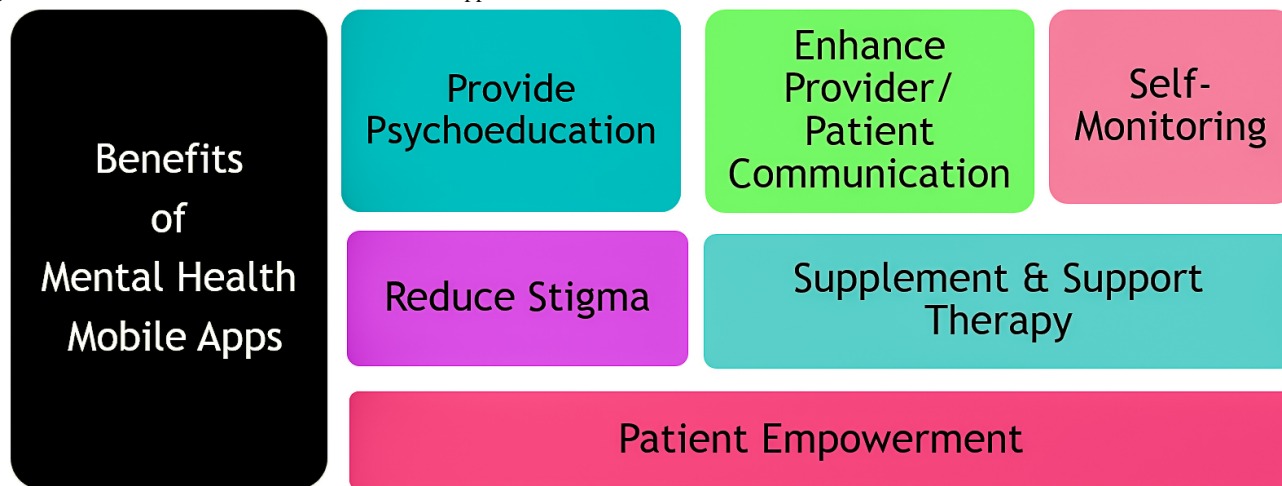 Benefits
of
Mental Health
Mobile Apps
Provide
Psychoeducation
Enhance
Provider/
Patient
Communication
Self-
Monitoring
Reduce Stigma
Supplement & Support
Therapy
Patient Empowerment